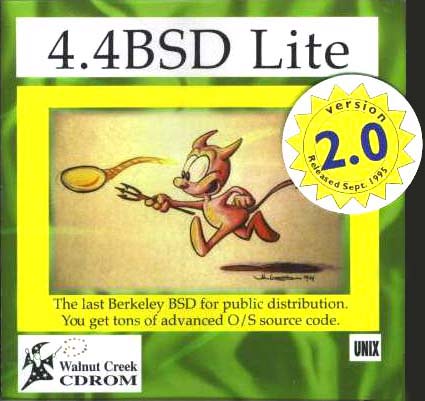 4.4BSD Lite
version
2.0
Released Sept. 1995
The last Berkeley BSD for public distribution.
You get tons of advanced O/S source code.
Walnut Creek
CDROM
UNIX